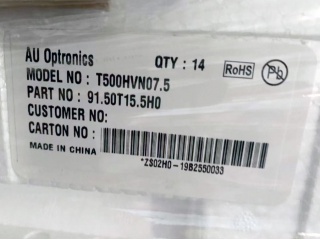 AU Optronics QTY : 14 RoHS Pb
MODEL NO : T500HVN07.5
PART NO : 91.50T15.5H0
CUSTOMER NO:
CARTON NO :
MADE IN CHINA
*ZS02H0-19B2550033